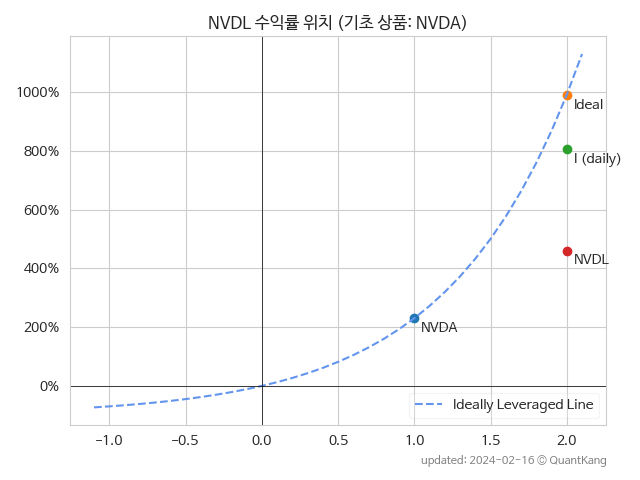 NVDL 수익률 위치 (기초 상품: NVDA)
1000%
800%
600%
400%
200%
0%
Ideal
I (daily)
NVDL
NVDA
Ideally Leveraged Line
−1.0
−0.5
0.0
0.5
1.0
1.5
2.0
updated: 2024-02-16 © QuantKang